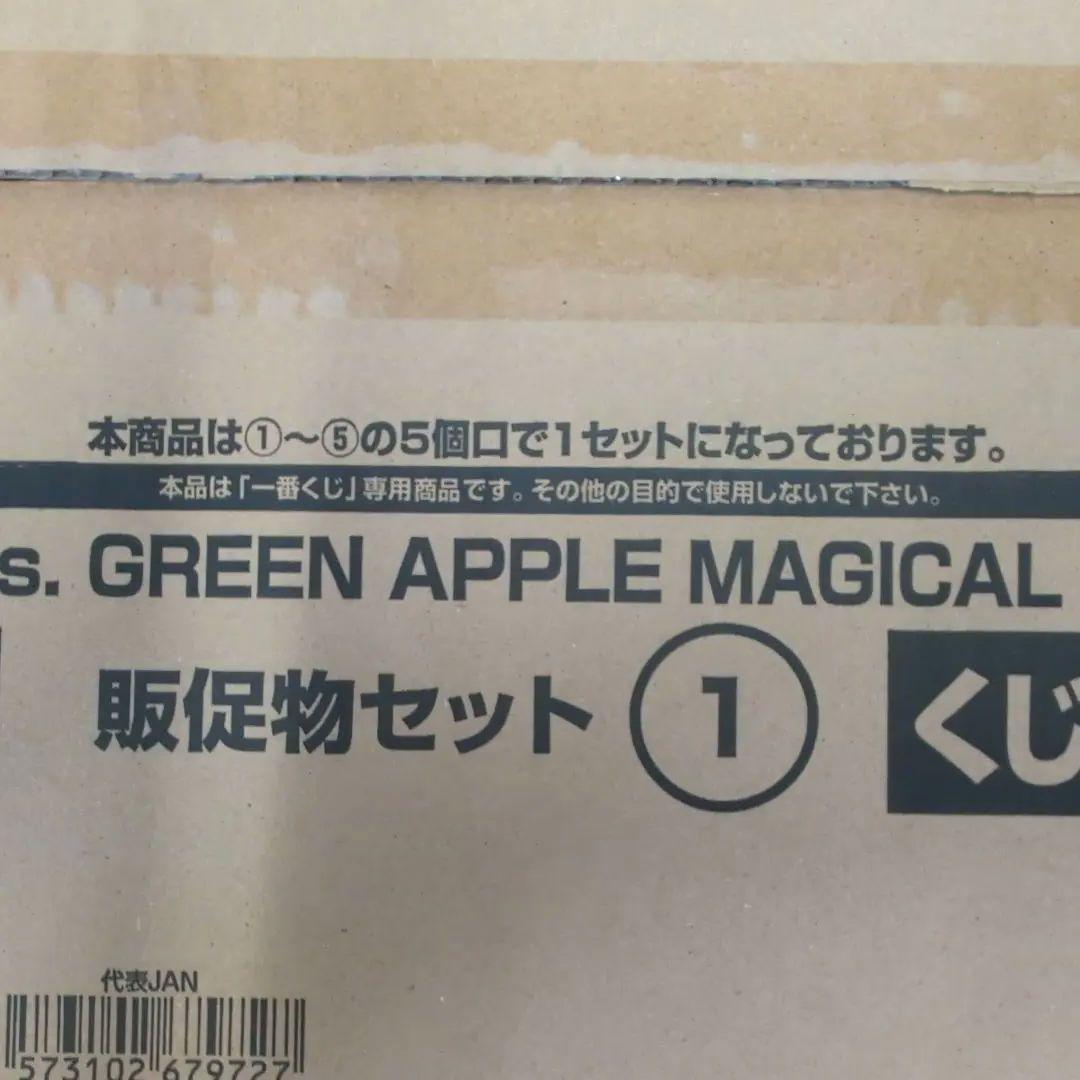 本商品は①～⑤の5個口で1セットになっております。
本品は「一番くじ」専用商品です。その他の目的で使用しないで下さい。
s. GREEN APPLE MAGICAL
販促物セット ① くじ
代表JAN
573102 679727